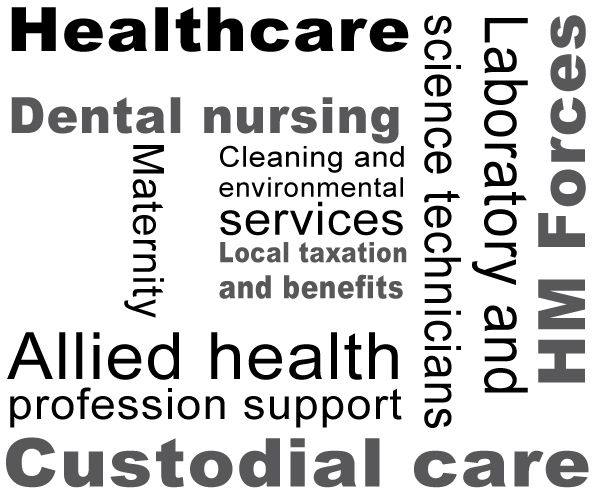 Healthcare
Dental nursing
Maternity
Cleaning and
environmental
services
Local taxation
and benefits
Allied health
profession support
Custodial care
Laboratory and
science technicians
HM Forces